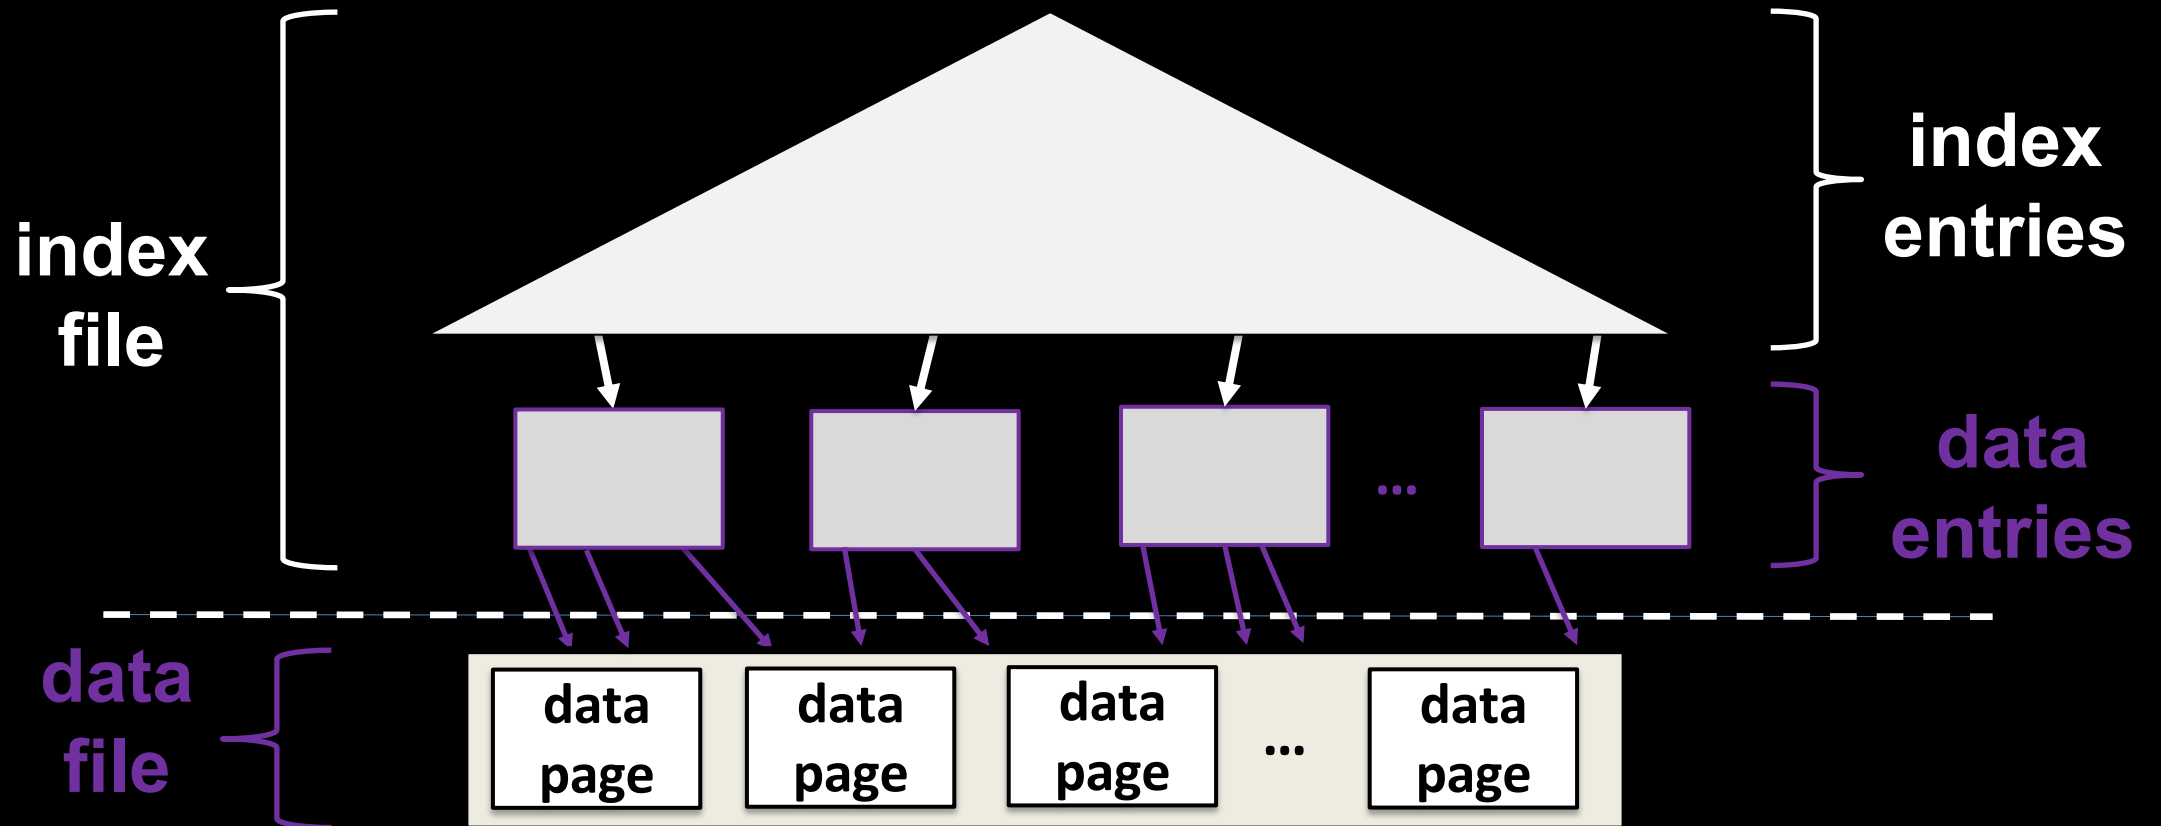 index
file
index
entries
...
data
entries
data
file
data
page
data
page
data
page
...
data
page